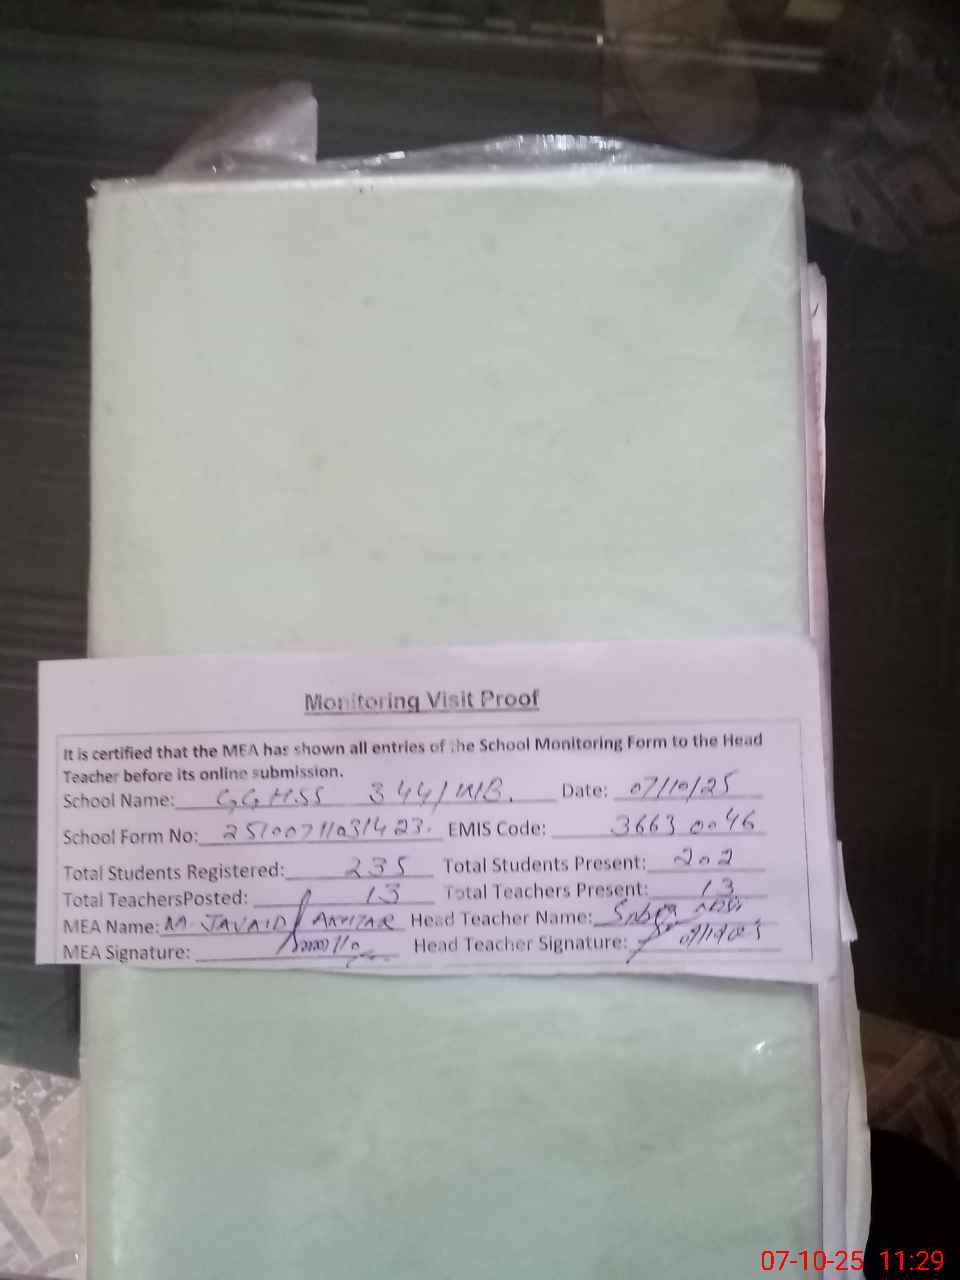 Monitoring Visit Proof
It is certified that the MEA has shown all entries of the School Monitoring Form to the Head
Teacher before its online submission.
School Name: GGHSS 344/WB. Date: 07/10/25
School Form No: 25100711031423. EMIS Code: 36630046
Total Students Registered: 235 Total Students Present: 202
Total TeachersPosted: 13 Total Teachers Present: 13
MEA Name: M. JAVAID AKHTAR Head Teacher Name:
MEA Signature: Head Teacher Signature:
07-10-25 11:29